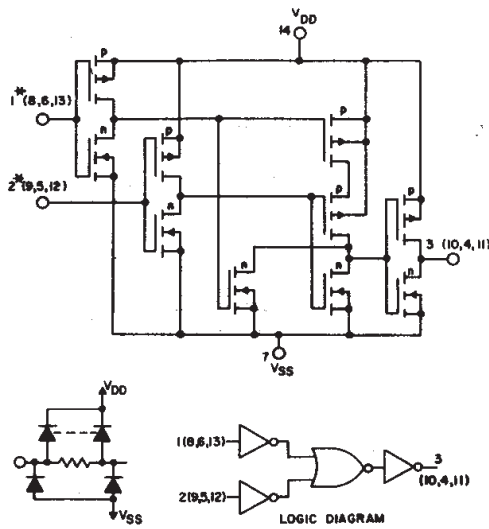 VDD
14
p
1*(8,6,13)
n
p
p
2*(9,5,12)
n
p
p
3 (10,4,11)
n
n
n
7
VSS
VDD
VSS
1(8,6,13)
2(9,5,12)
3
(10,4,11)
LOGIC DIAGRAM